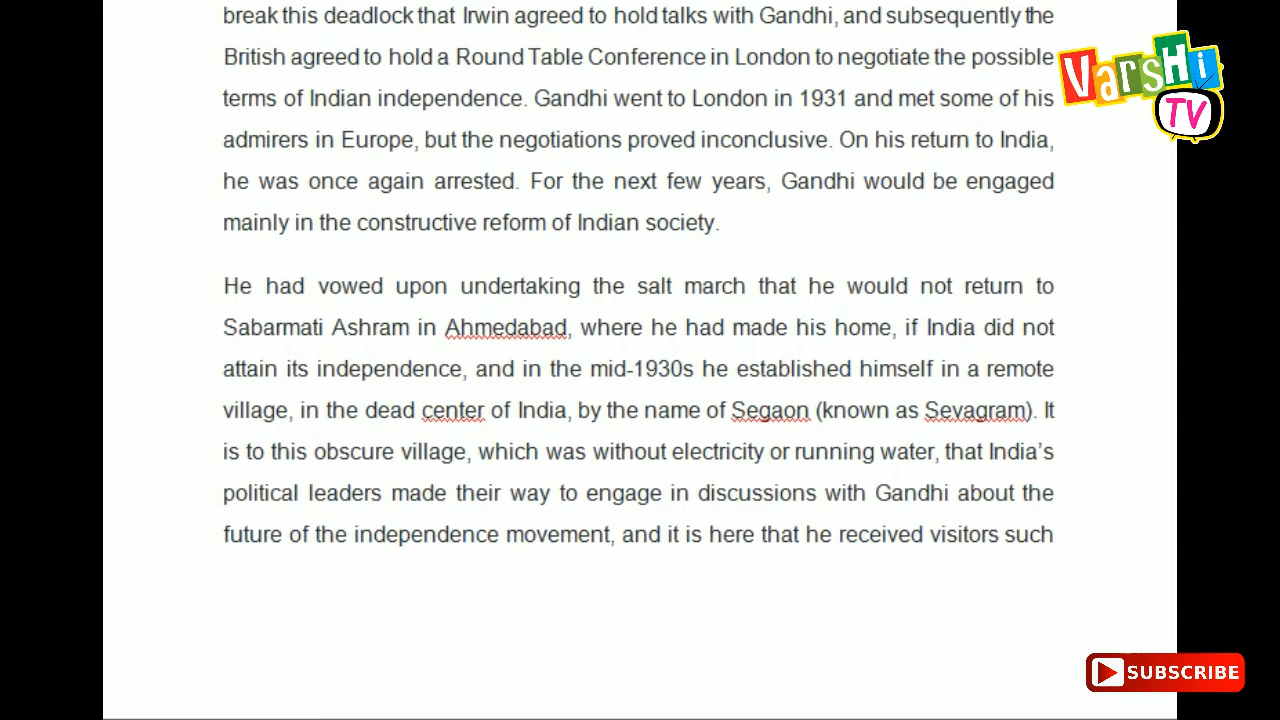 break this deadlock that Irwin agreed to hold talks with Gandhi, and subsequently the
British agreed to hold a Round Table Conference in London to negotiate the possible
terms of Indian independence. Gandhi went to London in 1931 and met some of his
admirers in Europe, but the negotiations proved inconclusive. On his return to India,
he was once again arrested. For the next few years, Gandhi would be engaged
mainly in the constructive reform of Indian society.
He had vowed upon undertaking the salt march that he would not return to
Sabarmati Ashram in Ahmedabad, where he had made his home, if India did not
attain its independence, and in the mid-1930s he established himself in a remote
village, in the dead center of India, by the name of Segaon (known as Sevagram). It
is to this obscure village, which was without electricity or running water, that India’s
political leaders made their way to engage in discussions with Gandhi about the
future of the independence movement, and it is here that he received visitors such
VarsHi
TV
SUBSCRIBE